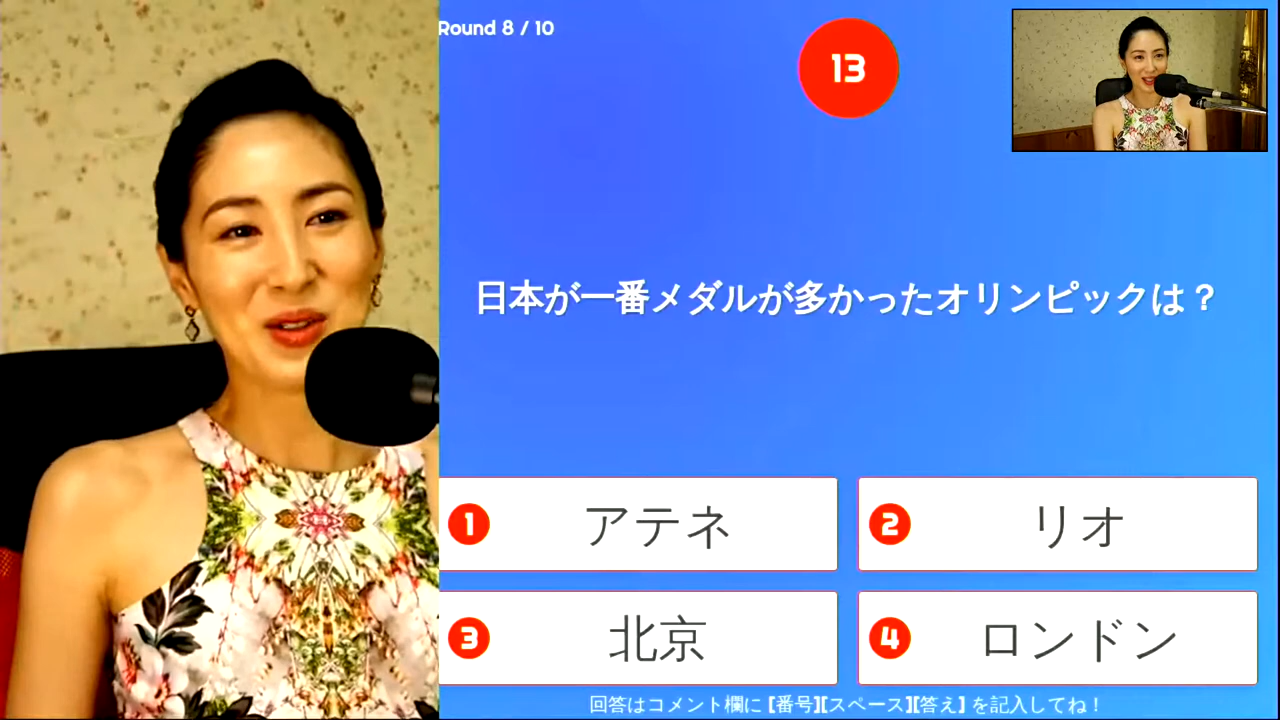 Round 8 / 10
13
日本が一番メダルが多かったオリンピックは？
1 アテネ
2 リオ
3 北京
4 ロンドン
回答はコメント欄に [番号][スペース][答え] を記入してね！